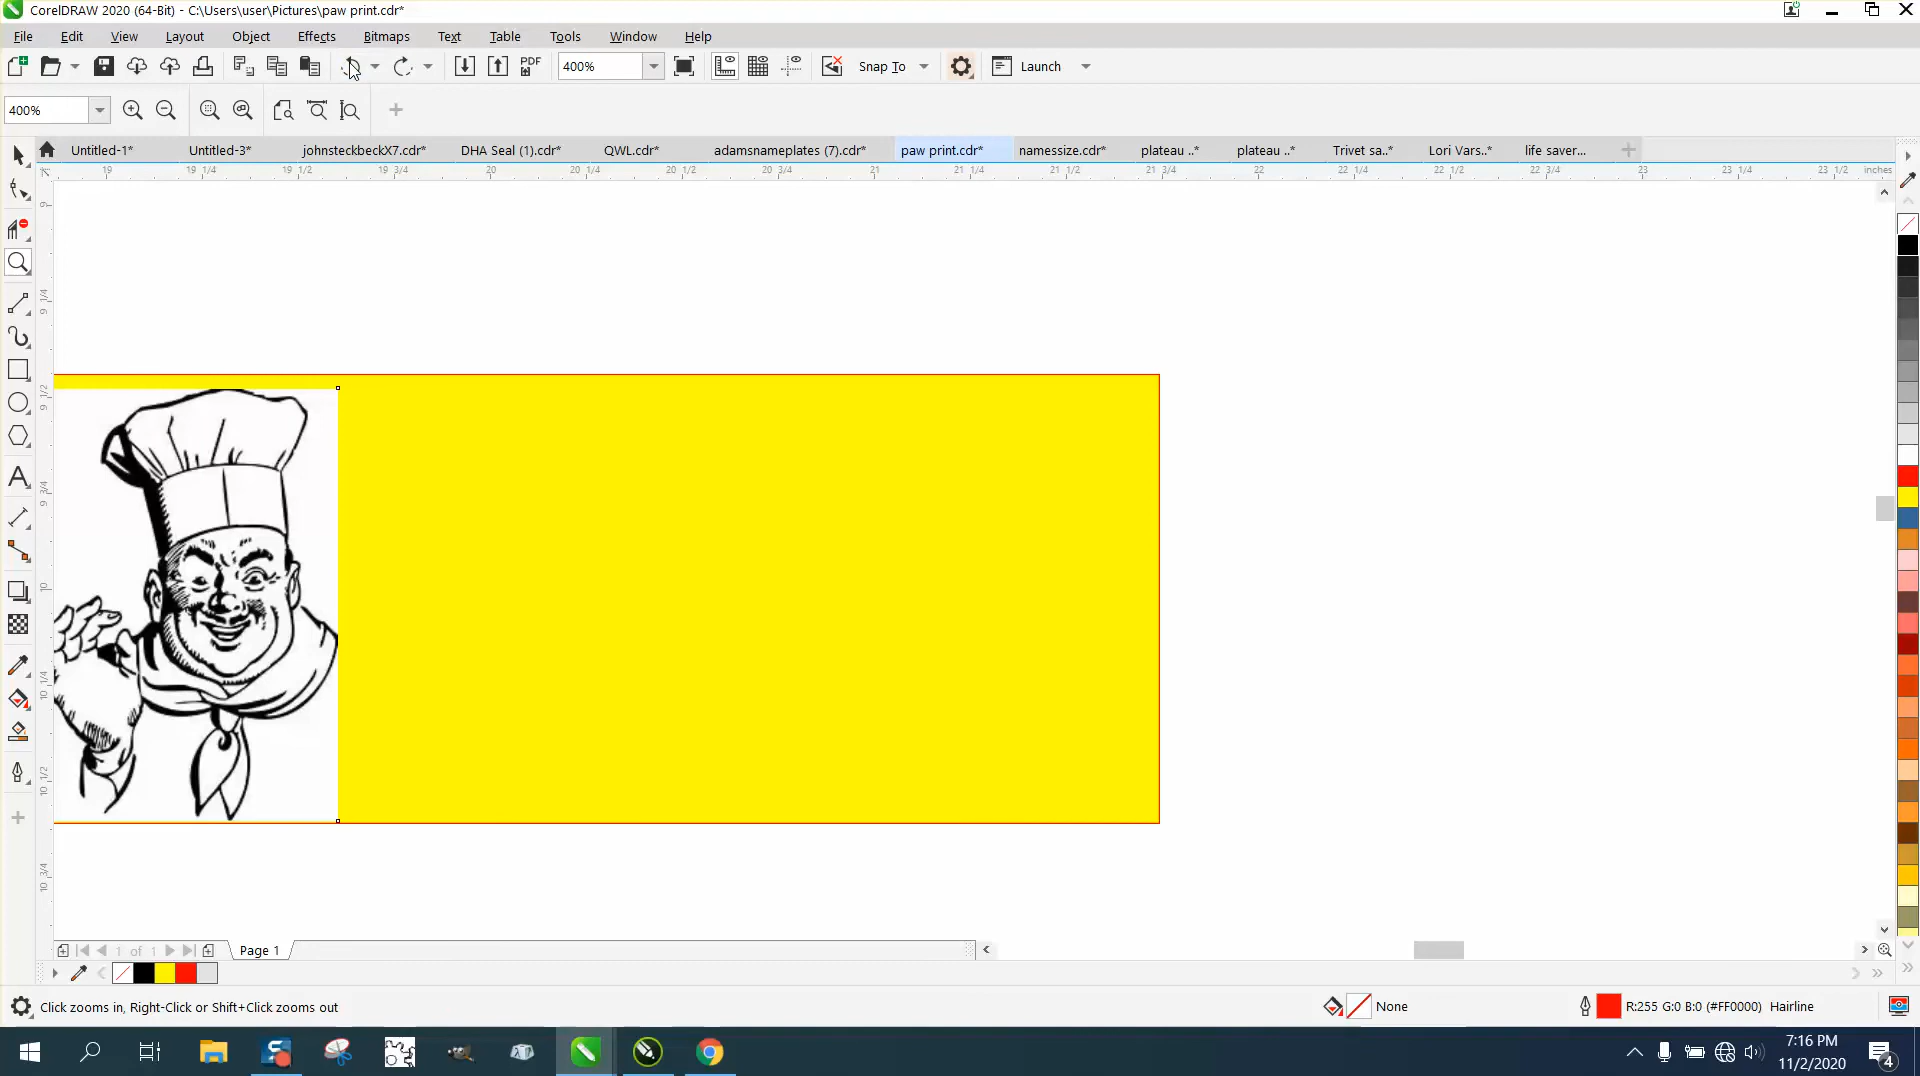 CorelDRAW 2020 (64-Bit) - C:\Users\user\Pictures\paw print.cdr*
File Edit View Layout Object Effects Bitmaps Text Table Tools Window Help
PDF 400% Snap To Launch
400%
Untitled-1* Untitled-3* johnsteckbeckX7.cdr* DHA Seal (1).cdr* QWL.cdr* adamsnameplates (7).cdr* paw print.cdr* namessize.cdr* plateau ..* plateau ..* Trivet sa..* Lori Vars..* life saver...
19 19 1/4 19 1/2 19 3/4 20 20 1/4 20 1/2 20 3/4 21 21 1/4 21 1/2 21 3/4 22 22 1/4 22 1/2 22 3/4 23 23 1/4 23 1/2 inches
9
9 1/4
9 1/2
9 3/4
10
10 1/4
10 1/2
10 3/4
1 of 1 Page 1
Click zooms in, Right-Click or Shift+Click zooms out None R:255 G:0 B:0 (#FF0000) Hairline
7:16 PM
11/2/2020 4